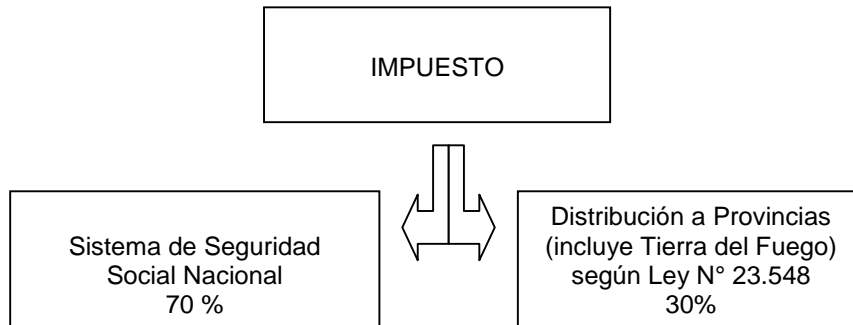 IMPUESTO
Sistema de Seguridad
Social Nacional
70 %
Distribución a Provincias
(incluye Tierra del Fuego)
según Ley N° 23.548
30%